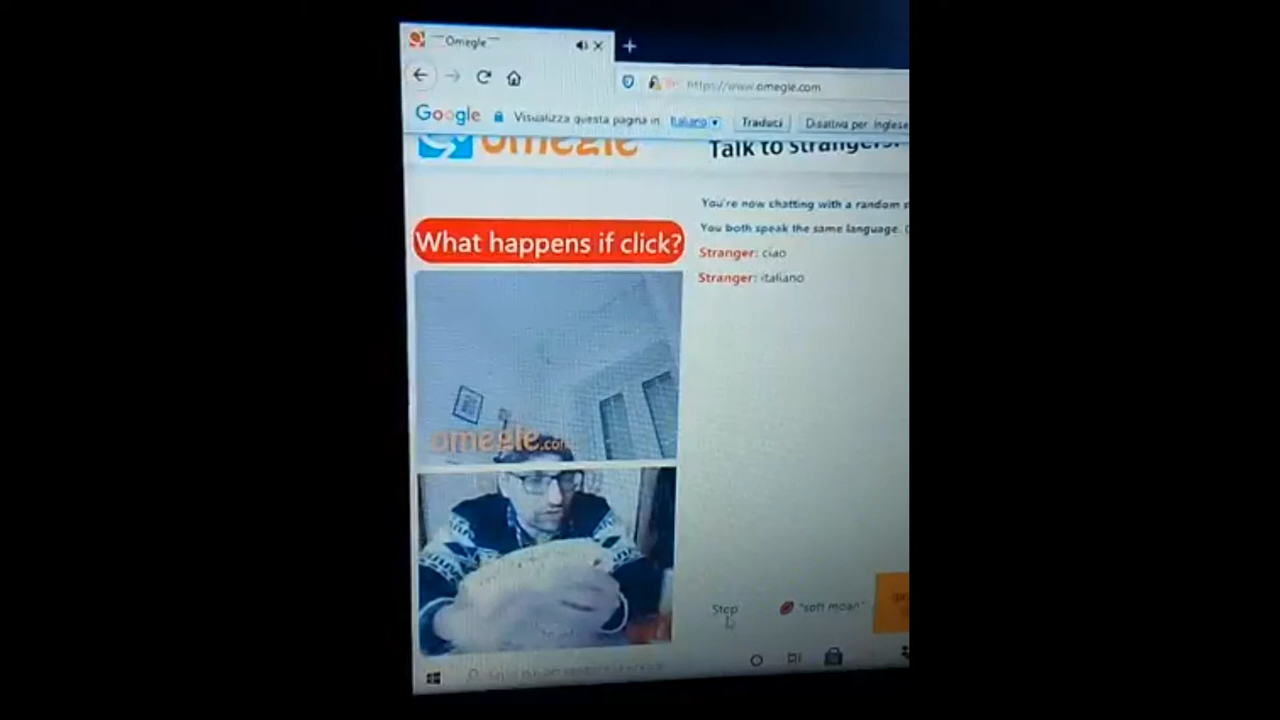 Omegle
https://www.omegle.com
Google Visualizza questa pagina in Italiano Traduci Disattiva per Inglese
omegle Talk to strangers!
You're now chatting with a random
You both speak the same language.
What happens if click?
Stranger: ciao
Stranger: italiano
omegle.com
Stop "soft moan"